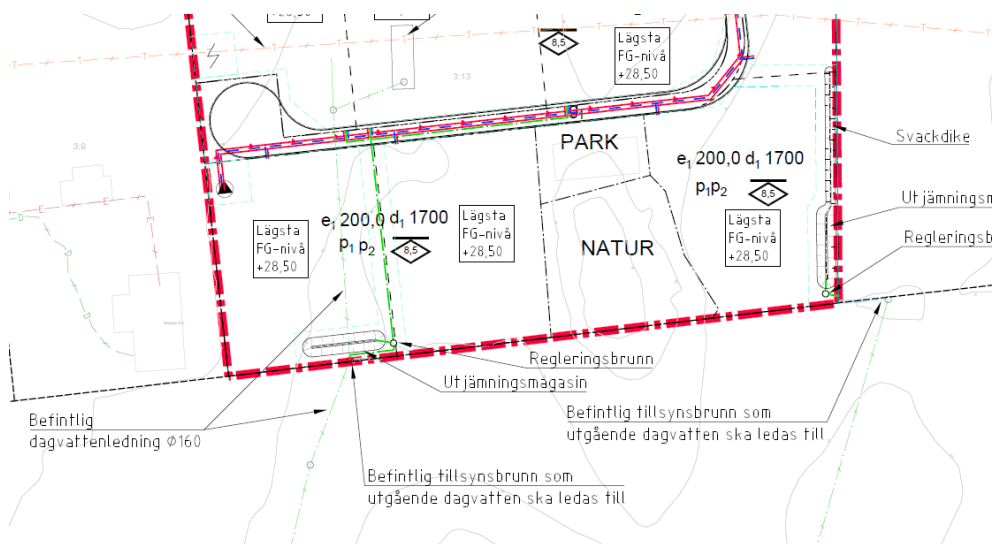 +28,50
8,5
Lägsta
FG-nivå
+28,50
3:13
3:9
PARK
Svackdike
e1 200,0 d1 1700
p1p2
8,5
Lägsta
FG-nivå
+28,50
Utjämningsm
Regleringsb
Lägsta
FG-nivå
+28,50
e1 200,0 d1 1700
p1 p2
8,5
Lägsta
FG-nivå
+28,50
NATUR
Regleringsbrunn
Utjämningsmagasin
Befintlig
dagvattenledning Ø160
Befintlig tillsynsbrunn som
utgående dagvatten ska ledas till
Befintlig tillsynsbrunn som
utgående dagvatten ska ledas till